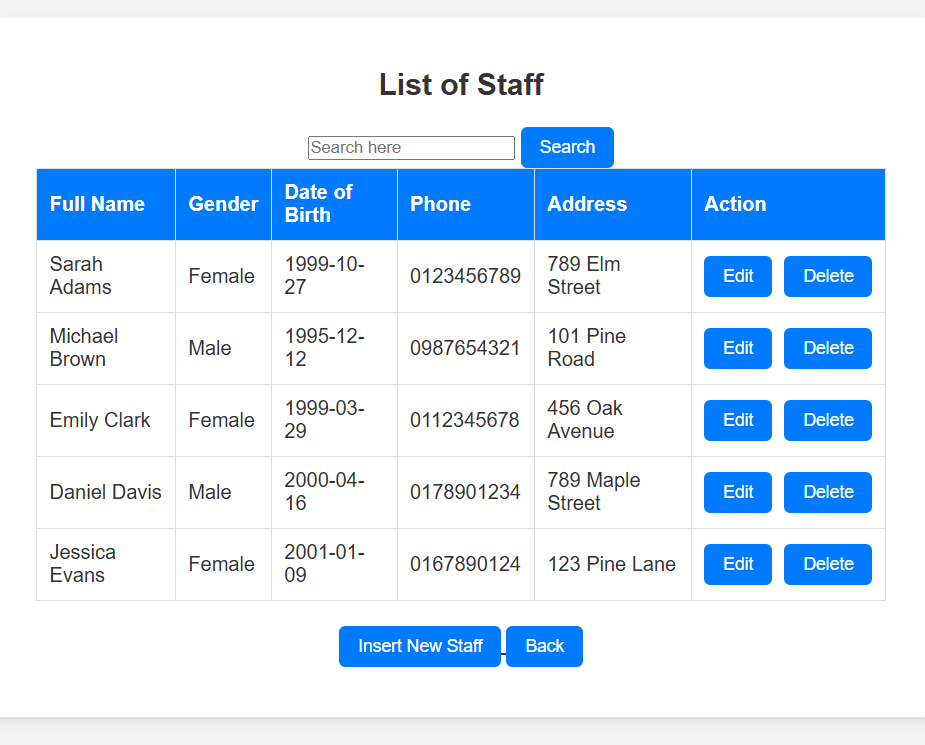 List of Staff
Search here Search
Full Name Gender Date of Birth Phone Address Action
Sarah Adams Female 1999-10-27 0123456789 789 Elm Street Edit Delete
Michael Brown Male 1995-12-12 0987654321 101 Pine Road Edit Delete
Emily Clark Female 1999-03-29 0112345678 456 Oak Avenue Edit Delete
Daniel Davis Male 2000-04-16 0178901234 789 Maple Street Edit Delete
Jessica Evans Female 2001-01-09 0167890124 123 Pine Lane Edit Delete
Insert New Staff Back